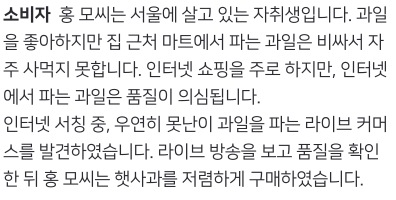 소비자 홍 모씨는 서울에 살고 있는 자취생입니다. 과일
을 좋아하지만 집 근처 마트에서 파는 과일은 비싸서 자
주 사먹지 못합니다. 인터넷 쇼핑을 주로 하지만, 인터넷
에서 파는 과일은 품질이 의심됩니다.
인터넷 서칭 중, 우연히 못난이 과일을 파는 라이브 커머
스를 발견하였습니다. 라이브 방송을 보고 품질을 확인
한 뒤 홍 모씨는 햇사과를 저렴하게 구매하였습니다.